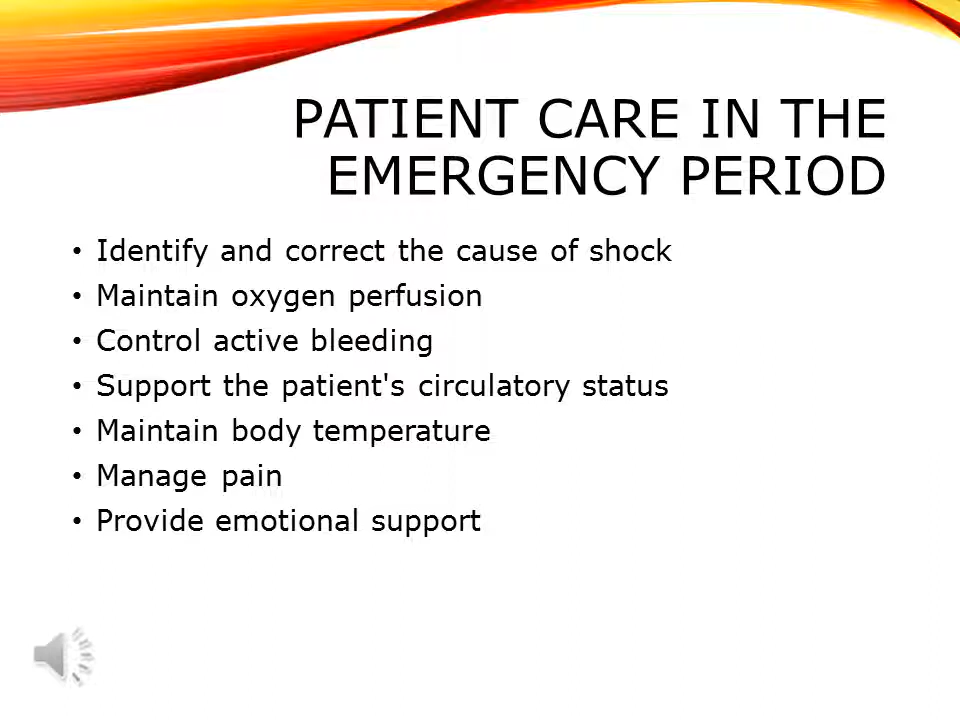 PATIENT CARE IN THE
EMERGENCY PERIOD
• Identify and correct the cause of shock
• Maintain oxygen perfusion
• Control active bleeding
• Support the patient's circulatory status
• Maintain body temperature
• Manage pain
• Provide emotional support